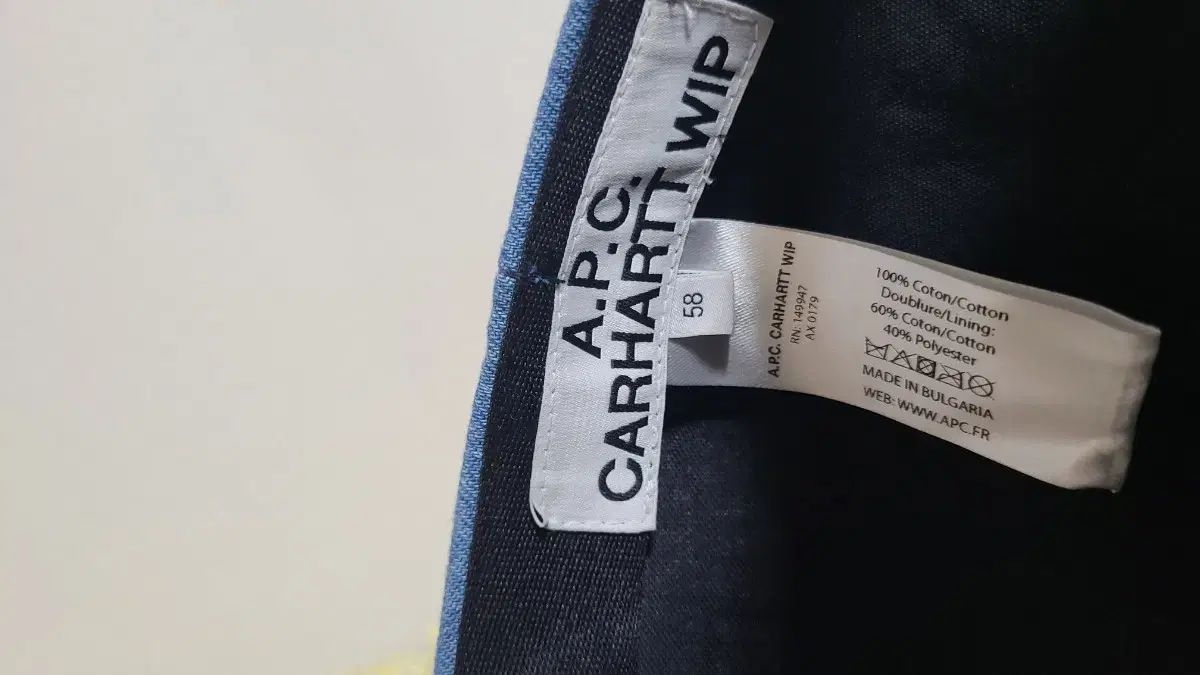 A.P.C.
CARHARTT WIP
58
A.P.C. CARHARTT WIP
RN: 149947
AX 0179
100% Coton/Cotton
Doublure/Lining:
60% Coton/Cotton
40% Polyester
MADE IN BULGARIA
WEB: WWW.APC.FR